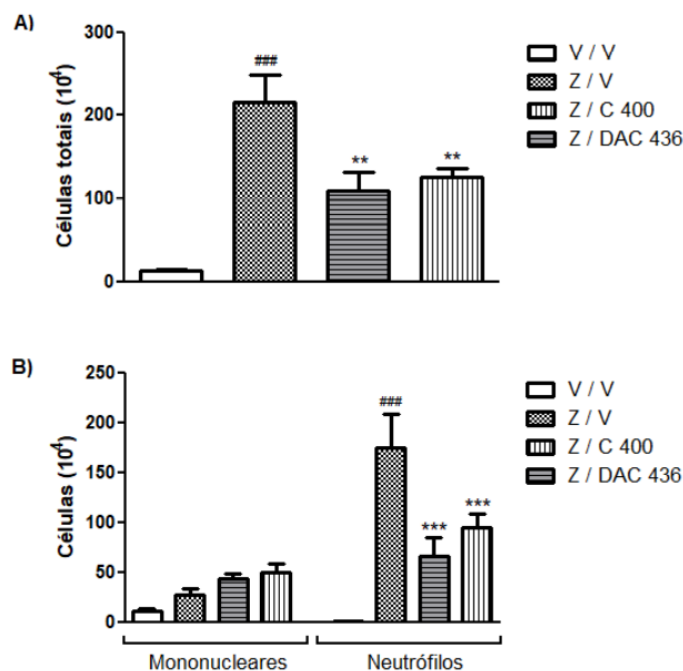 A)
Células totais (10⁴)
300
200
100
0
###
**
**
V / V
Z / V
Z / C 400
Z / DAC 436
B)
Células (10⁴)
250
200
150
100
50
0
###
***
***
Mononucleares
Neutrófilos
V / V
Z / V
Z / C 400
Z / DAC 436